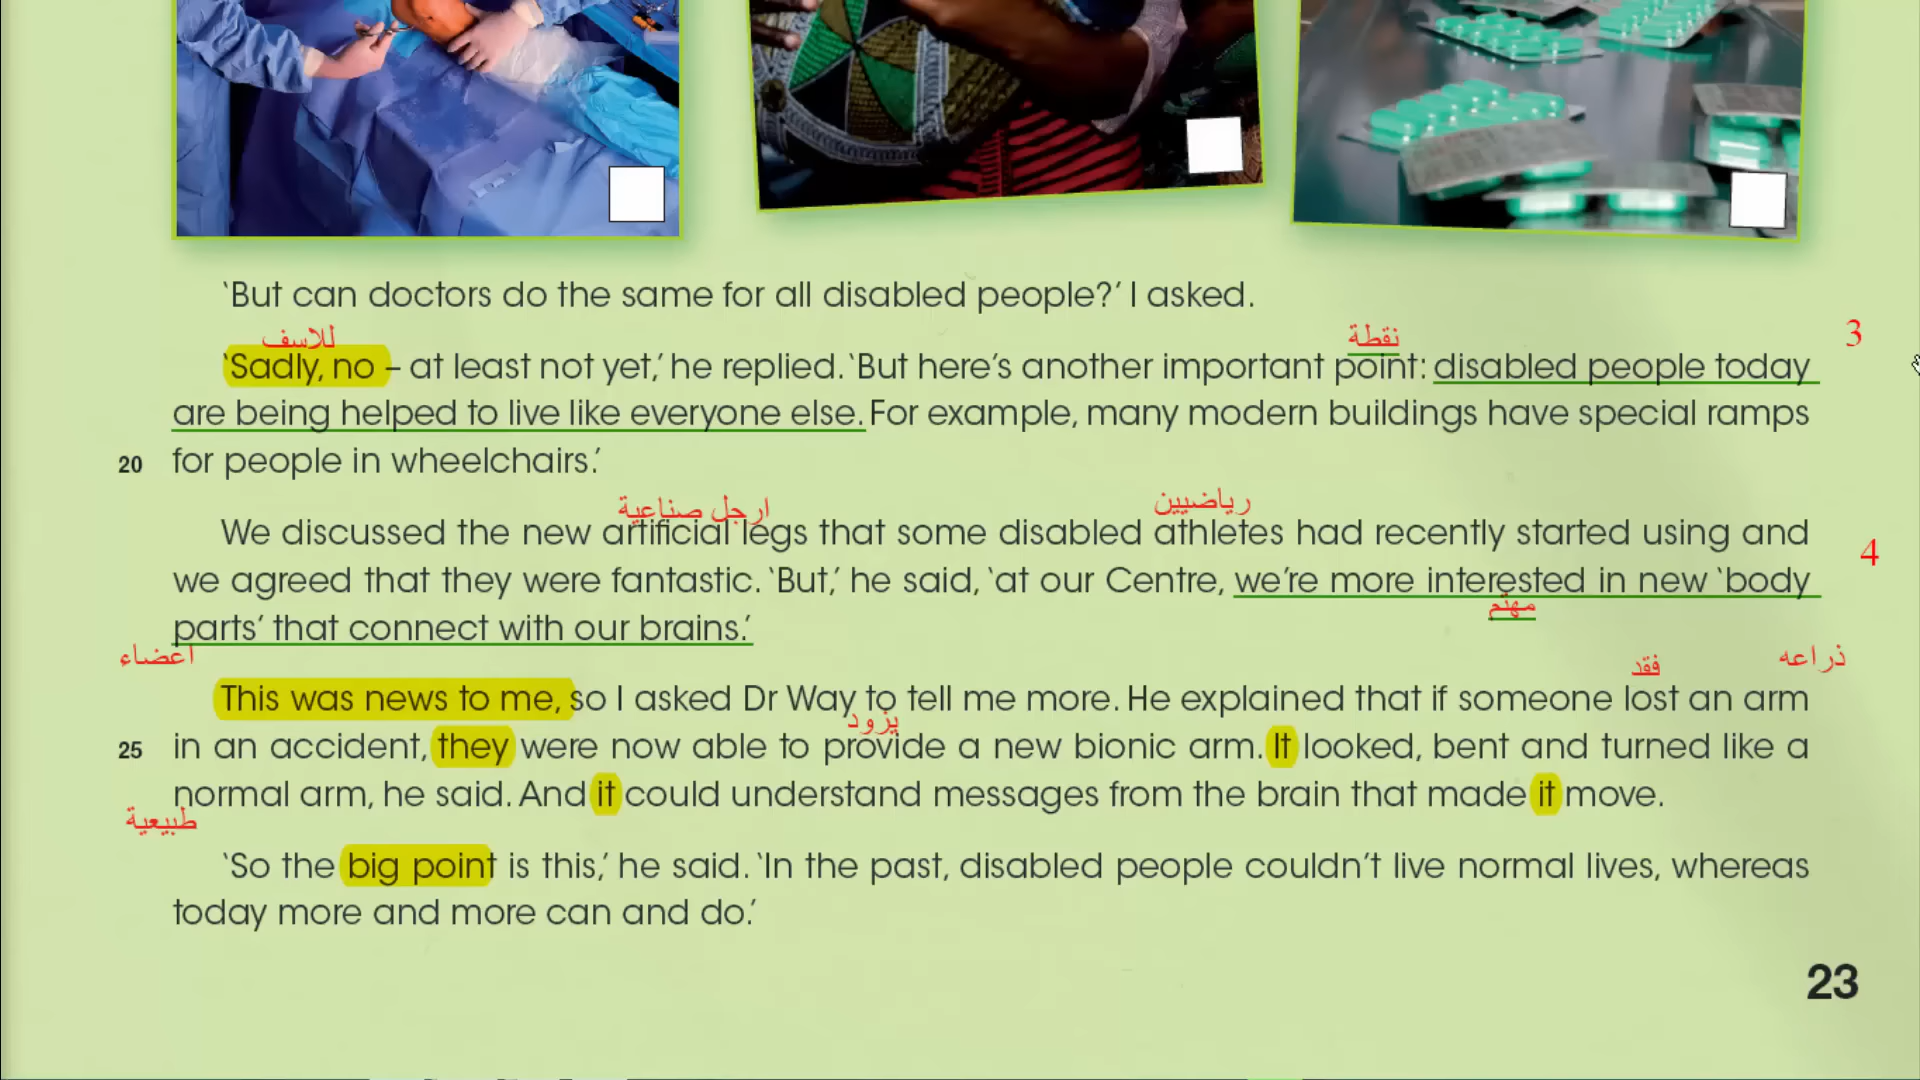 ‘But can doctors do the same for all disabled people?’ I asked.
للاسف
نقطة
3
‘Sadly, no – at least not yet,’ he replied. ‘But here’s another important point: disabled people today
are being helped to live like everyone else. For example, many modern buildings have special ramps
20 for people in wheelchairs.’
ارجل صناعية
رياضيين
We discussed the new artificial legs that some disabled athletes had recently started using and
4
we agreed that they were fantastic. ‘But,’ he said, ‘at our Centre, we’re more interested in new ‘body
مهتم
parts’ that connect with our brains.’
اعضاء
فقد
ذراعه
This was news to me, so I asked Dr Way to tell me more. He explained that if someone lost an arm
يزود
25 in an accident, they were now able to provide a new bionic arm. It looked, bent and turned like a
normal arm, he said. And it could understand messages from the brain that made it move.
طبيعية
‘So the big point is this,’ he said. ‘In the past, disabled people couldn’t live normal lives, whereas
today more and more can and do.’
23